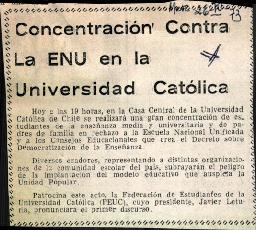 Concentración Contra
La ENU en la
Universidad Católica
Hoy a las 19 horas, en la Casa Central de la Universidad
Católica de Chile se realizará una gran concentración de es-
tudiantes de la enseñanza media y universitaria y de pa-
dres de familia en rechazo a la Escuela Nacional Unificada
y a los Consejos Educacionales que crea el Decreto sobre
Democratización de la Enseñanza.
Diversos oradores, representando a distintas organizacio-
nes de la comunidad escolar del país, subrayarán el peligro
de la implantación del modelo educativo que auspicia la
Unidad Popular.
Patrocina este acto, la Federación de Estudiantes de la
Universidad Católica (FEUC), cuyo presidente, Javier Letu-
ria, pronunciará el primer discurso.